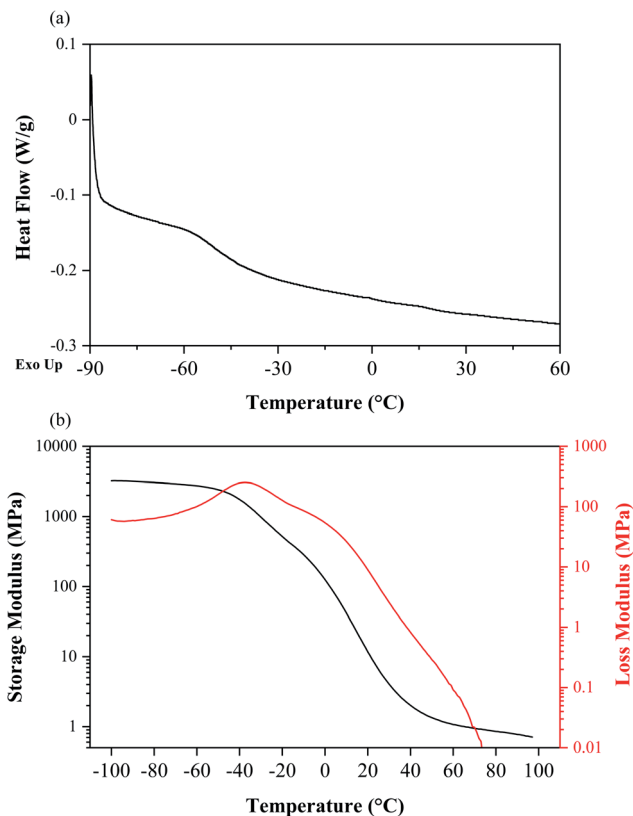 (a)
0.1
0
-0.1
-0.2
-0.3
Heat Flow (W/g)
Exo Up
-90 -60 -30 0 30 60
Temperature (°C)
(b)
10000
1000
100
10
1
Storage Modulus (MPa)
1000
100
10
1
0.1
0.01
Loss Modulus (MPa)
-100 -80 -60 -40 -20 0 20 40 60 80 100
Temperature (°C)